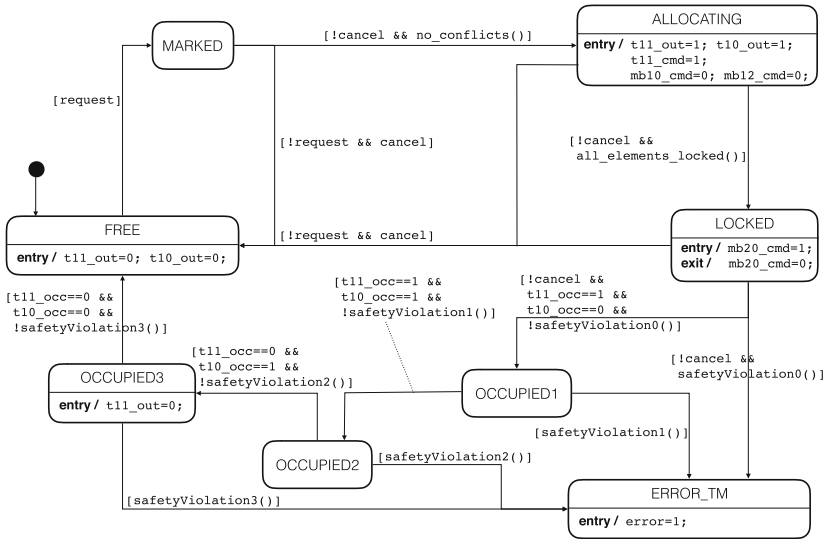 ALLOCATING
MARKED
[!cancel && no_conflicts()]
entry / t11_out=1; t10_out=1;
t11_cmd=1;
mb10_cmd=0; mb12_cmd=0;
[request]
[!request && cancel]
[!cancel &&
all_elements_locked()]
FREE
entry / t11_out=0; t10_out=0;
[!request && cancel]
LOCKED
entry / mb20_cmd=1;
exit / mb20_cmd=0;
[t11_occ==0 &&
t10_occ==0 &&
!safetyViolation3()]
[t11_occ==1 &&
t10_occ==1 &&
!safetyViolation1()]
[!cancel &&
t11_occ==1 &&
t10_occ==0 &&
!safetyViolation0()]
[t11_occ==0 &&
t10_occ==1 &&
!safetyViolation2()]
[!cancel &&
safetyViolation0()]
OCCUPIED3
entry / t11_out=0;
OCCUPIED1
[safetyViolation1()]
OCCUPIED2
[safetyViolation2()]
[safetyViolation3()]
ERROR_TM
entry / error=1;